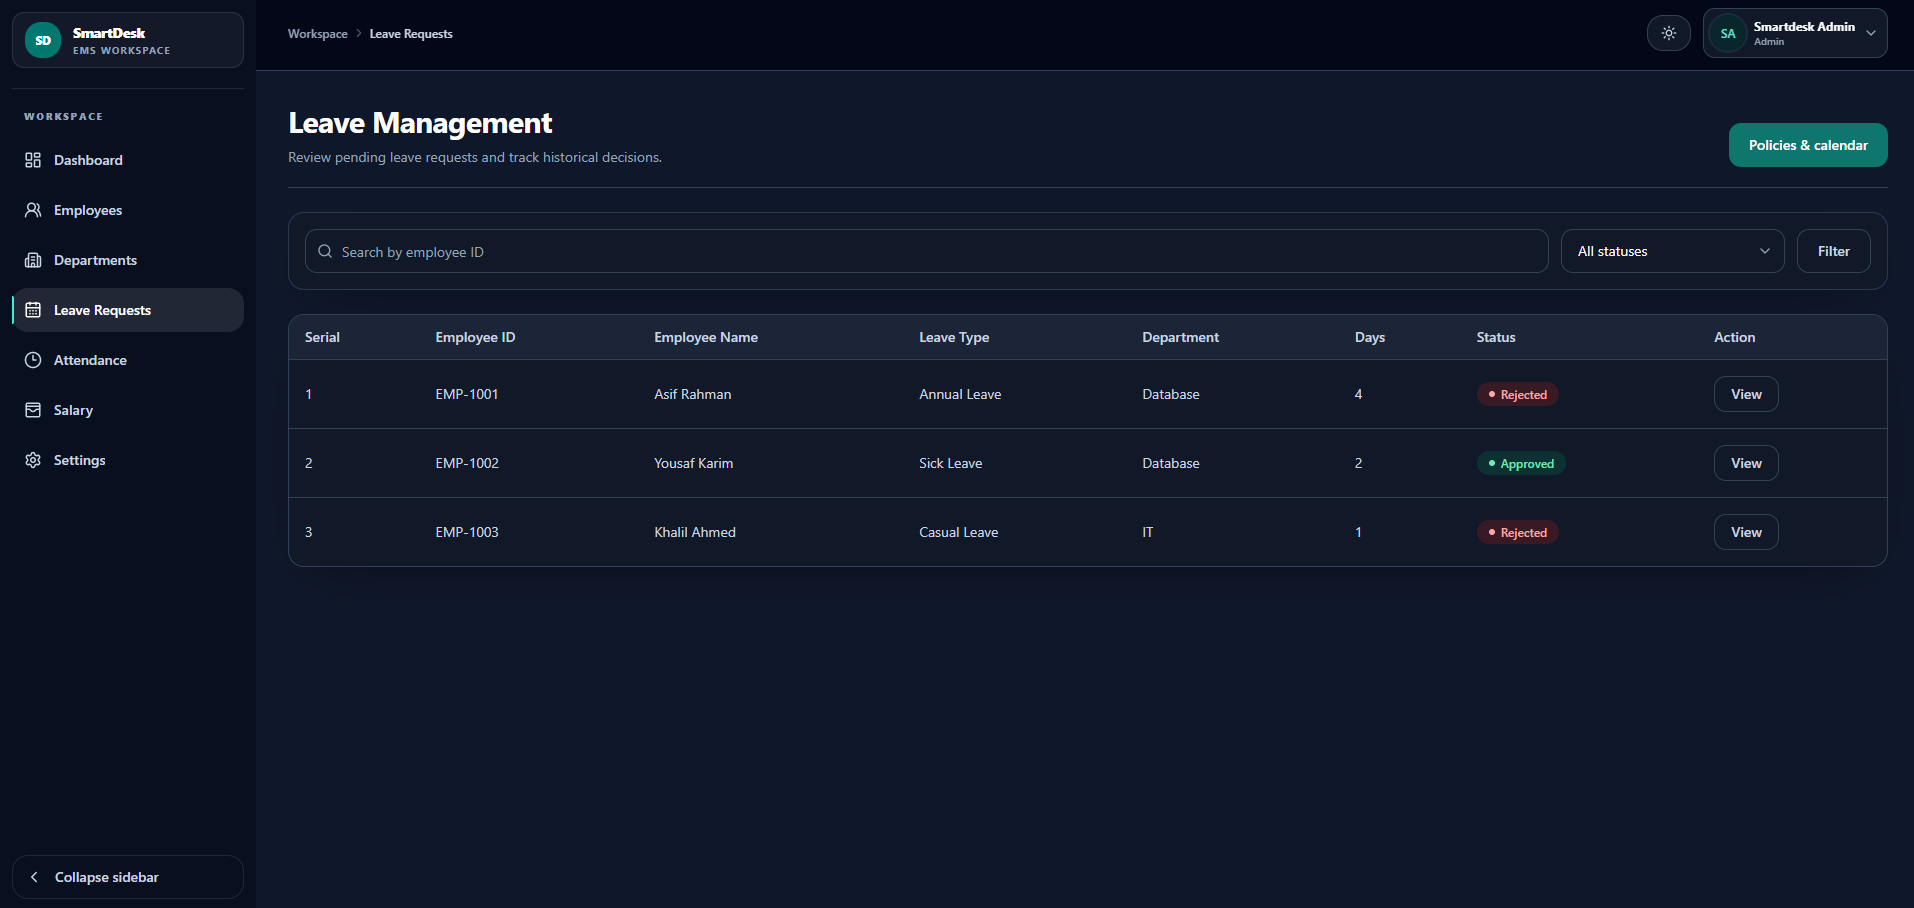 SD
SmartDesk
EMS WORKSPACE
WORKSPACE
Dashboard
Employees
Departments
Leave Requests
Attendance
Salary
Settings
Collapse sidebar
Workspace > Leave Requests
SA
Smartdesk Admin
Admin
Leave Management
Review pending leave requests and track historical decisions.
Policies & calendar
Search by employee ID
All statuses
Filter
Serial Employee ID Employee Name Leave Type Department Days Status Action
1 EMP-1001 Asif Rahman Annual Leave Database 4 Rejected View
2 EMP-1002 Yousaf Karim Sick Leave Database 2 Approved View
3 EMP-1003 Khalil Ahmed Casual Leave IT 1 Rejected View